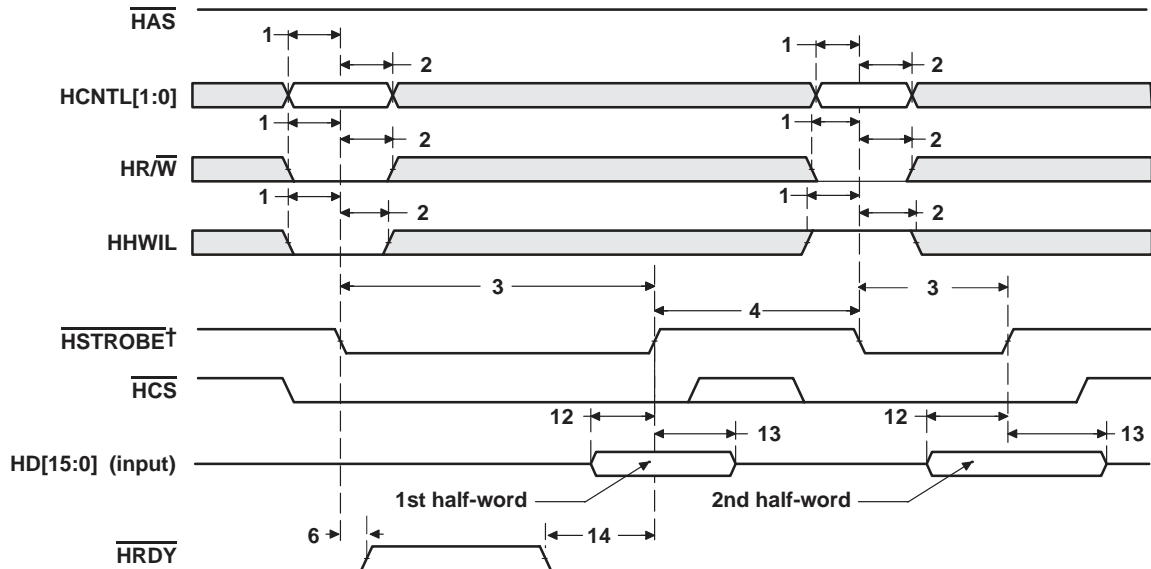 HAS
1
1
2
2
HCNTL[1:0]
1
1
2
2
HR/W
1
1
2
2
HHWIL
3
3
4
HSTROBE†
HCS
12
12
13
13
HD[15:0] (input)
1st half-word
2nd half-word
6
14
HRDY